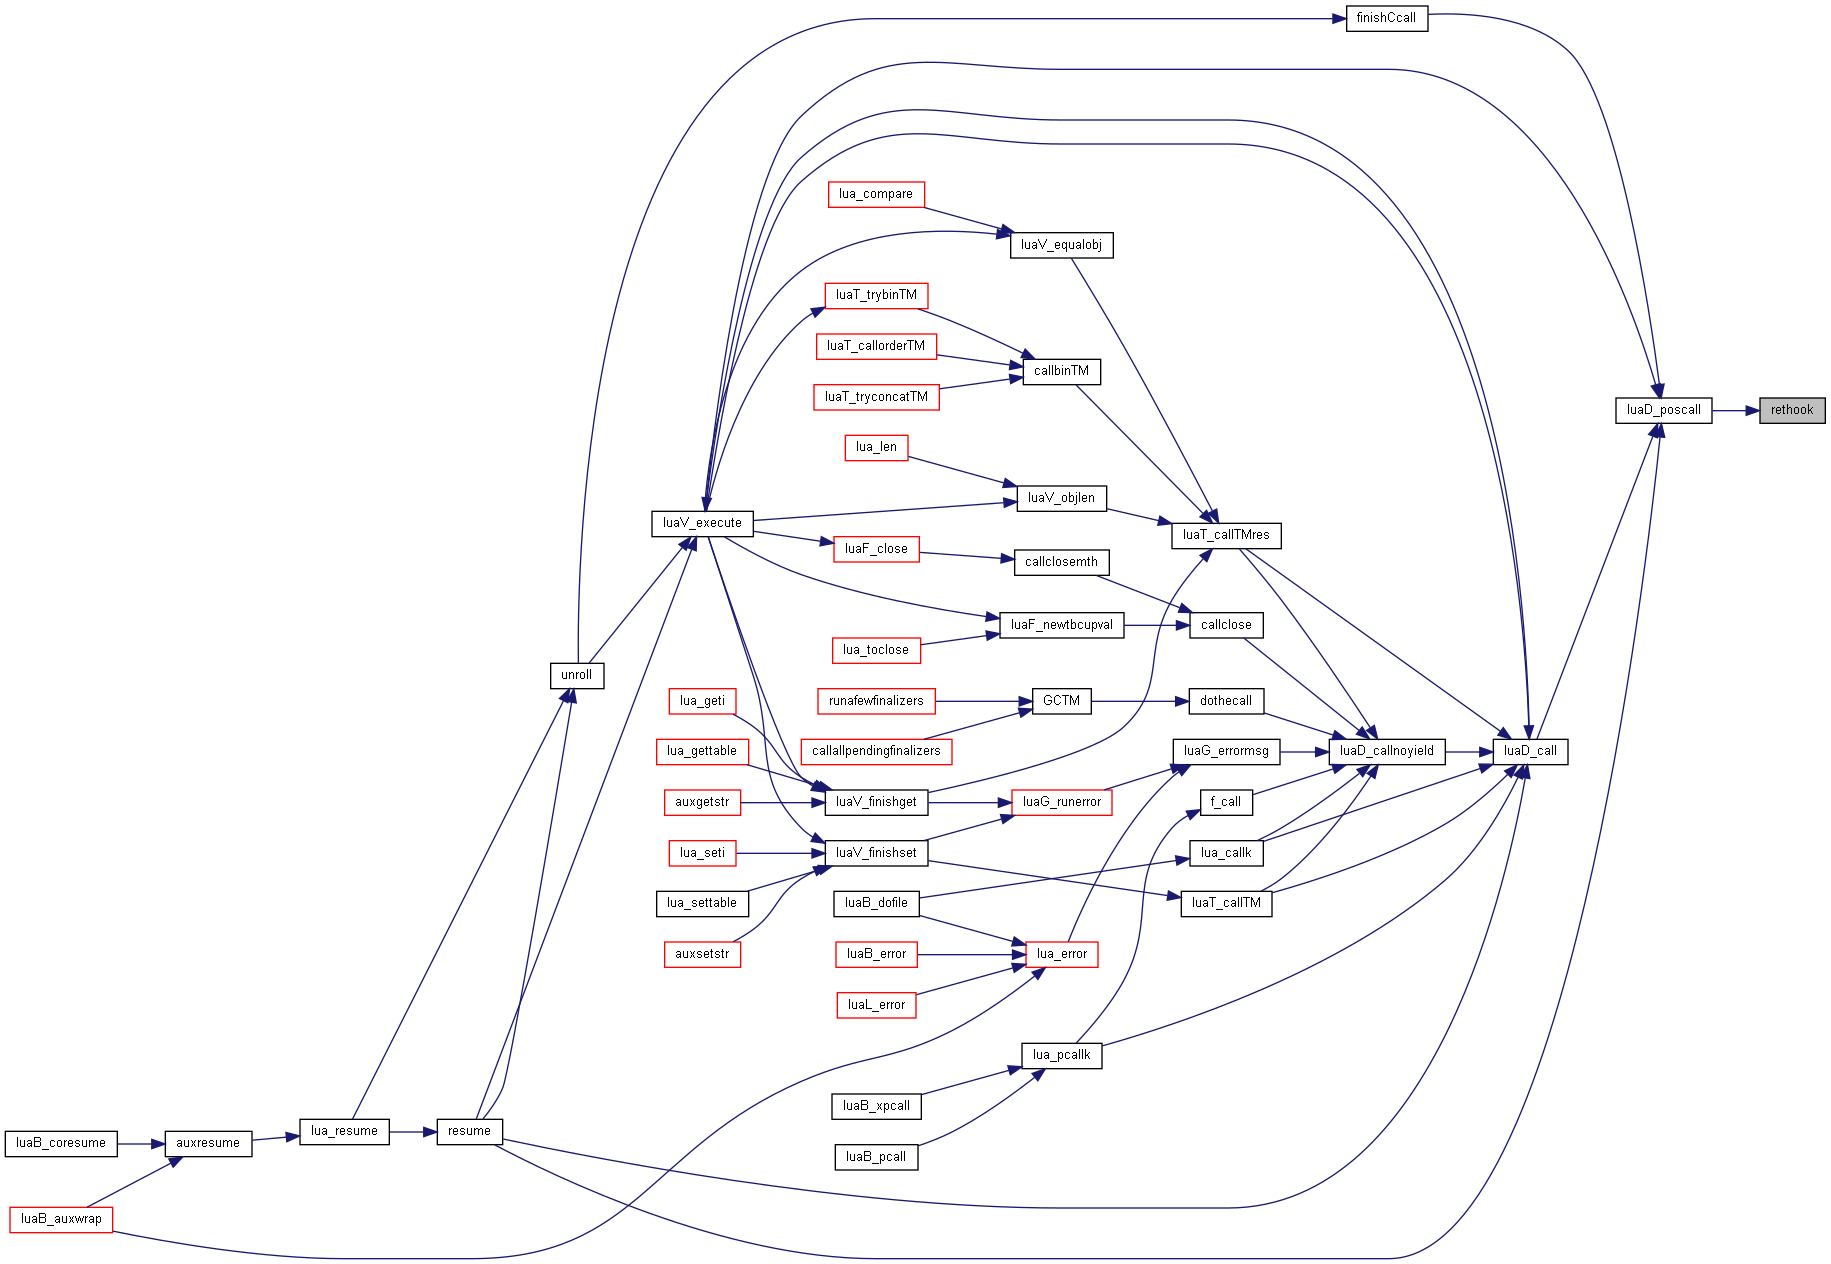 finishCcall
lua_compare
luaV_equalobj
luaT_trybinTM
luaT_callorderTM
callbinTM
luaT_tryconcatTM
luaD_poscall
rethook
lua_len
luaV_objlen
luaV_execute
luaT_callTMres
luaF_close
callclosemth
luaF_newtbcupval
callclose
lua_toclose
unroll
lua_geti
runafewfinalizers
GCTM
dothecall
lua_gettable
callallpendingfinalizers
luaG_errormsg
luaD_callnoyield
luaD_call
auxgetstr
luaV_finishget
luaG_runerror
f_call
lua_seti
luaV_finishset
lua_callk
lua_settable
luaB_dofile
luaT_callTM
auxsetstr
luaB_error
lua_error
luaL_error
lua_pcallk
luaB_xpcall
luaB_coresume
auxresume
lua_resume
resume
luaB_pcall
luaB_auxwrap